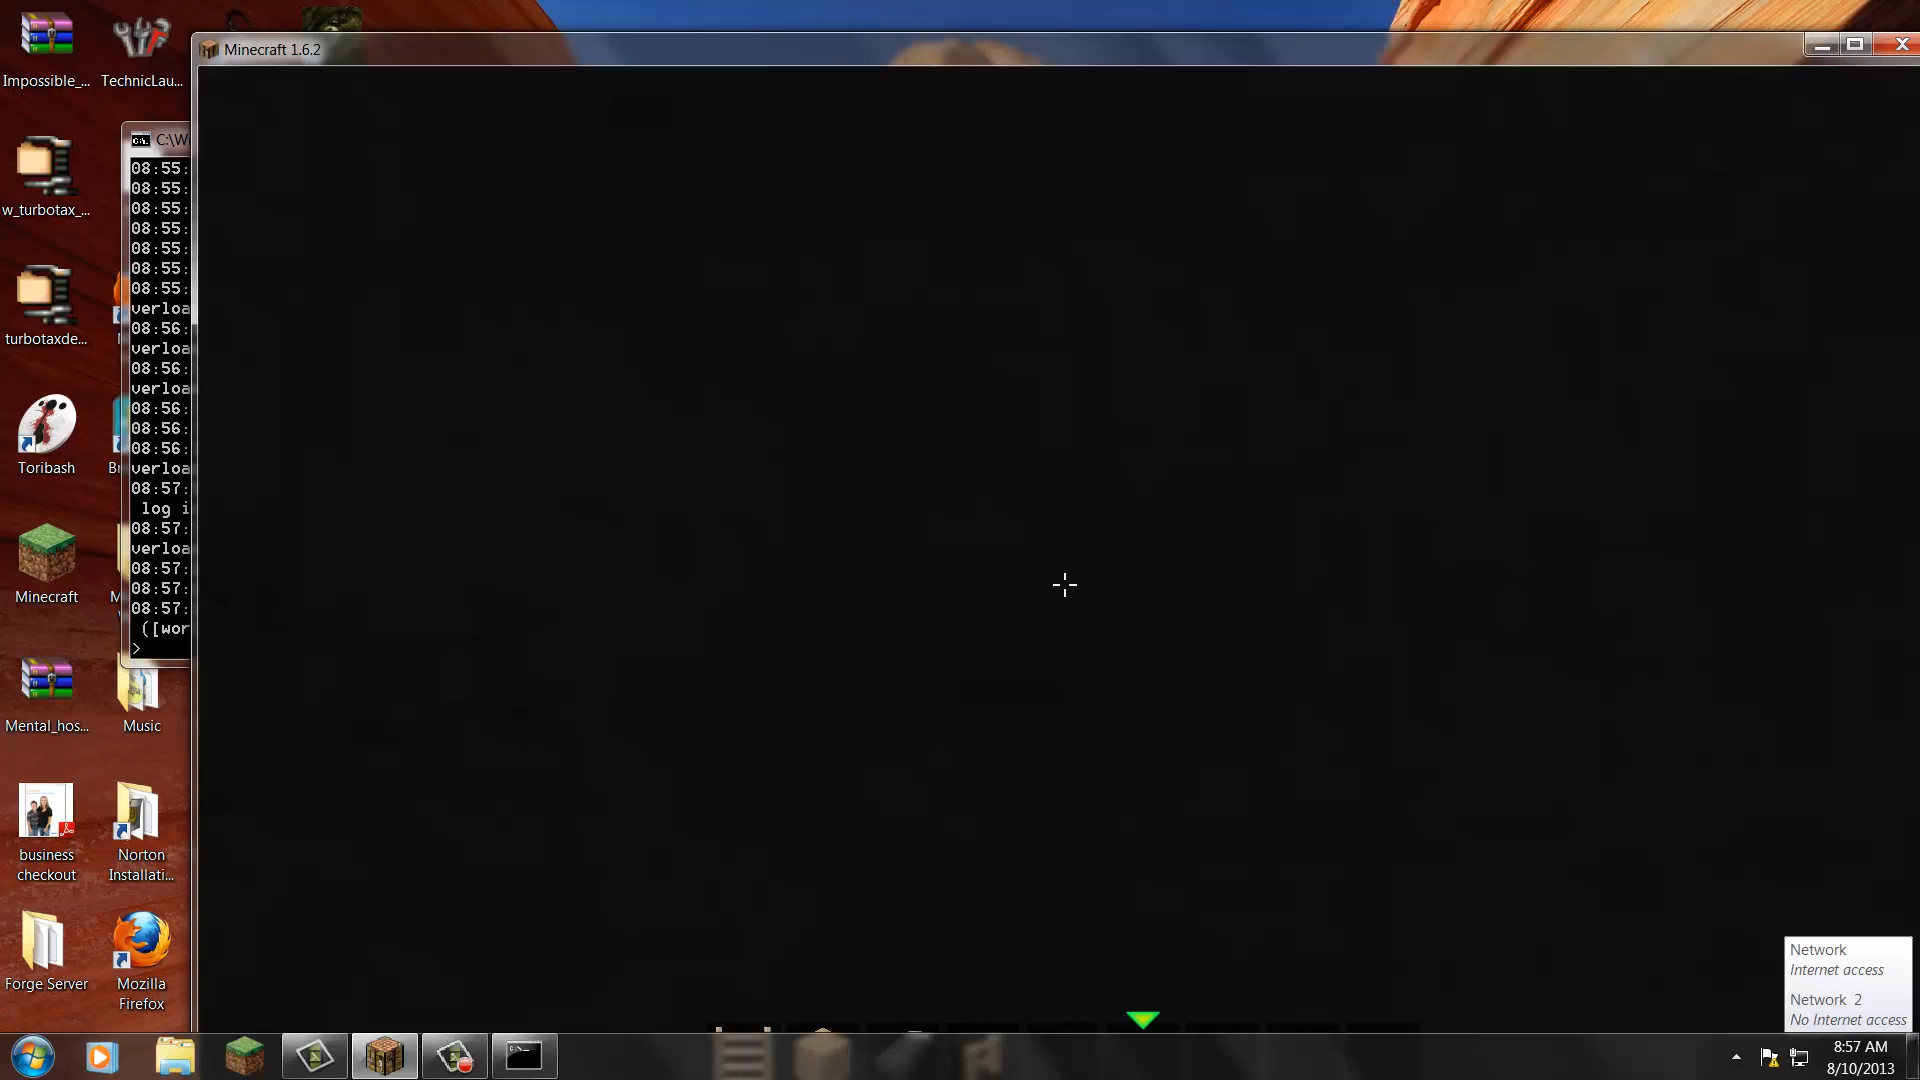 Impossible_...
TechnicLau...
Minecraft 1.6.2
w_turbotax_...
turbotaxde...
Toribash
Minecraft
Mental_hos...
Music
business
checkout
Norton
Installati...
Forge Server
Mozilla
Firefox
C:\Wi
08:55:
08:55:
08:55:
08:55:
08:55:
08:55:
08:55:
verloa
08:56:
verloa
08:56:
verloa
08:56:
08:56:
08:56:
verloa
08:57:
log i
08:57:
verloa
08:57:
08:57:
08:57:
([wor
>
Network
Internet access
Network 2
No Internet access
8:57 AM
8/10/2013